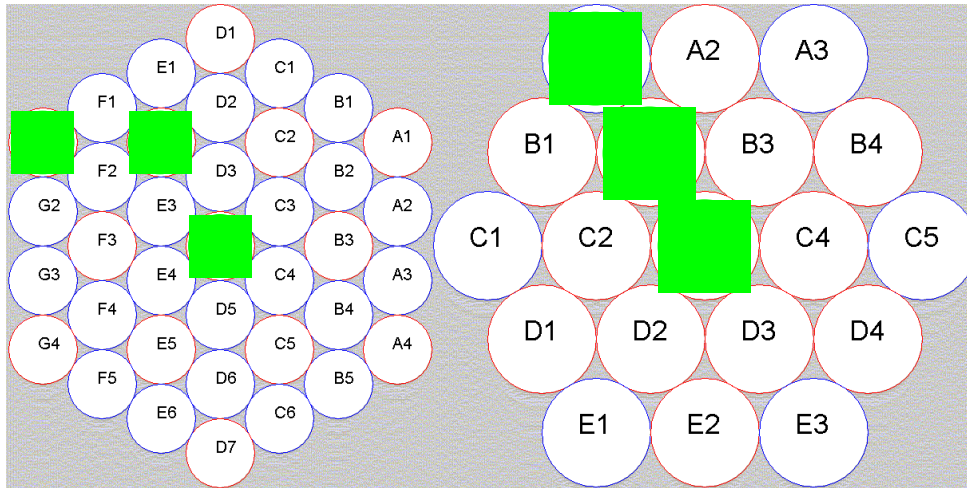 D1
E1 C1
F1 D2 B1
C2 A1
F2 D3 B2
G2 E3 C3 A2
F3 B3
G3 E4 C4 A3
F4 D5 B4
G4 E5 C5 A4
F5 D6 B5
E6 C6
D7
A2 A3
B1 B3 B4
C1 C2 C4 C5
D1 D2 D3 D4
E1 E2 E3